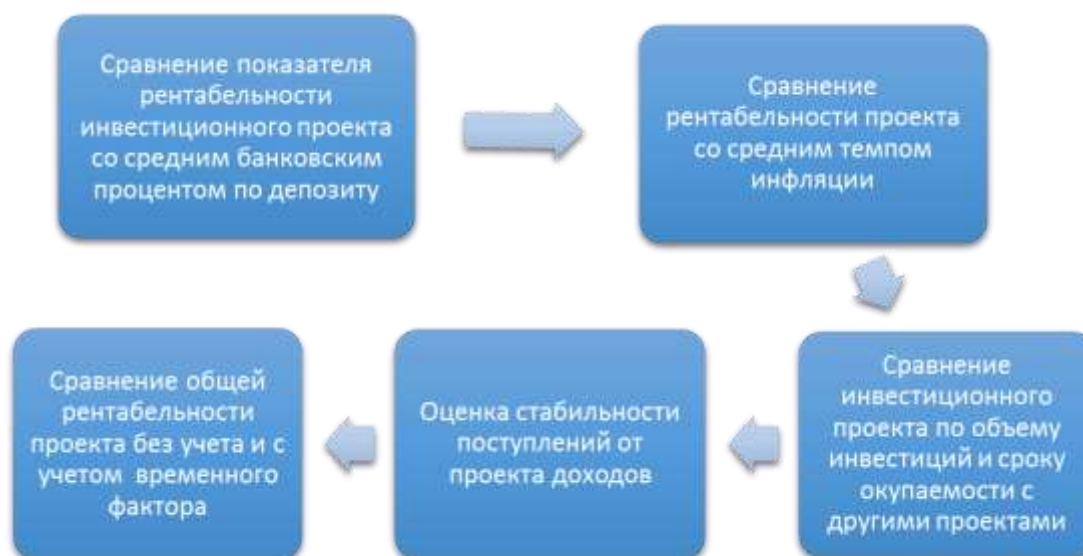 Сравнение показателя
рентабельности
инвестиционного проекта
со средним банковским
процентом по депозиту
Сравнение
рентабельности проекта
со средним темпом
инфляции
Сравнение
инвестиционного
проекта по объему
инвестиций и сроку
окупаемости с
другими проектами
Оценка стабильности
поступлений от
проекта доходов
Сравнение общей
рентабельности
проекта без учета и с
учетом временного
фактора